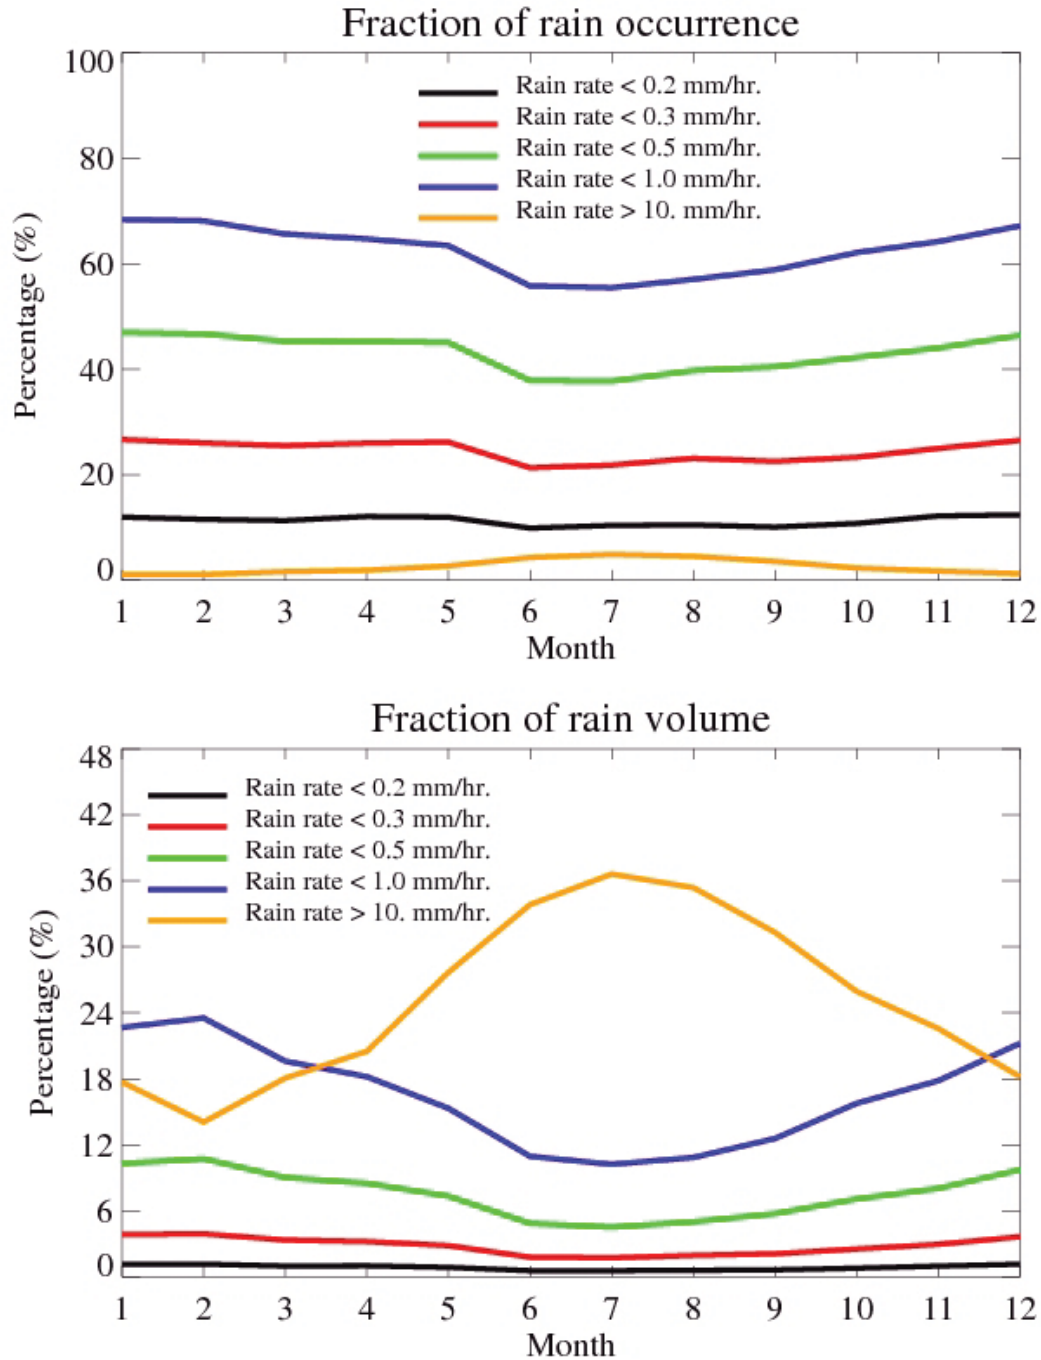 Fraction of rain occurrence
100
80
60
40
20
0
Percentage (%)
Rain rate < 0.2 mm/hr.
Rain rate < 0.3 mm/hr.
Rain rate < 0.5 mm/hr.
Rain rate < 1.0 mm/hr.
Rain rate > 10. mm/hr.
1 2 3 4 5 6 7 8 9 10 11 12
Month
Fraction of rain volume
48
42
36
30
24
18
12
6
0
Percentage (%)
Rain rate < 0.2 mm/hr.
Rain rate < 0.3 mm/hr.
Rain rate < 0.5 mm/hr.
Rain rate < 1.0 mm/hr.
Rain rate > 10. mm/hr.
1 2 3 4 5 6 7 8 9 10 11 12
Month